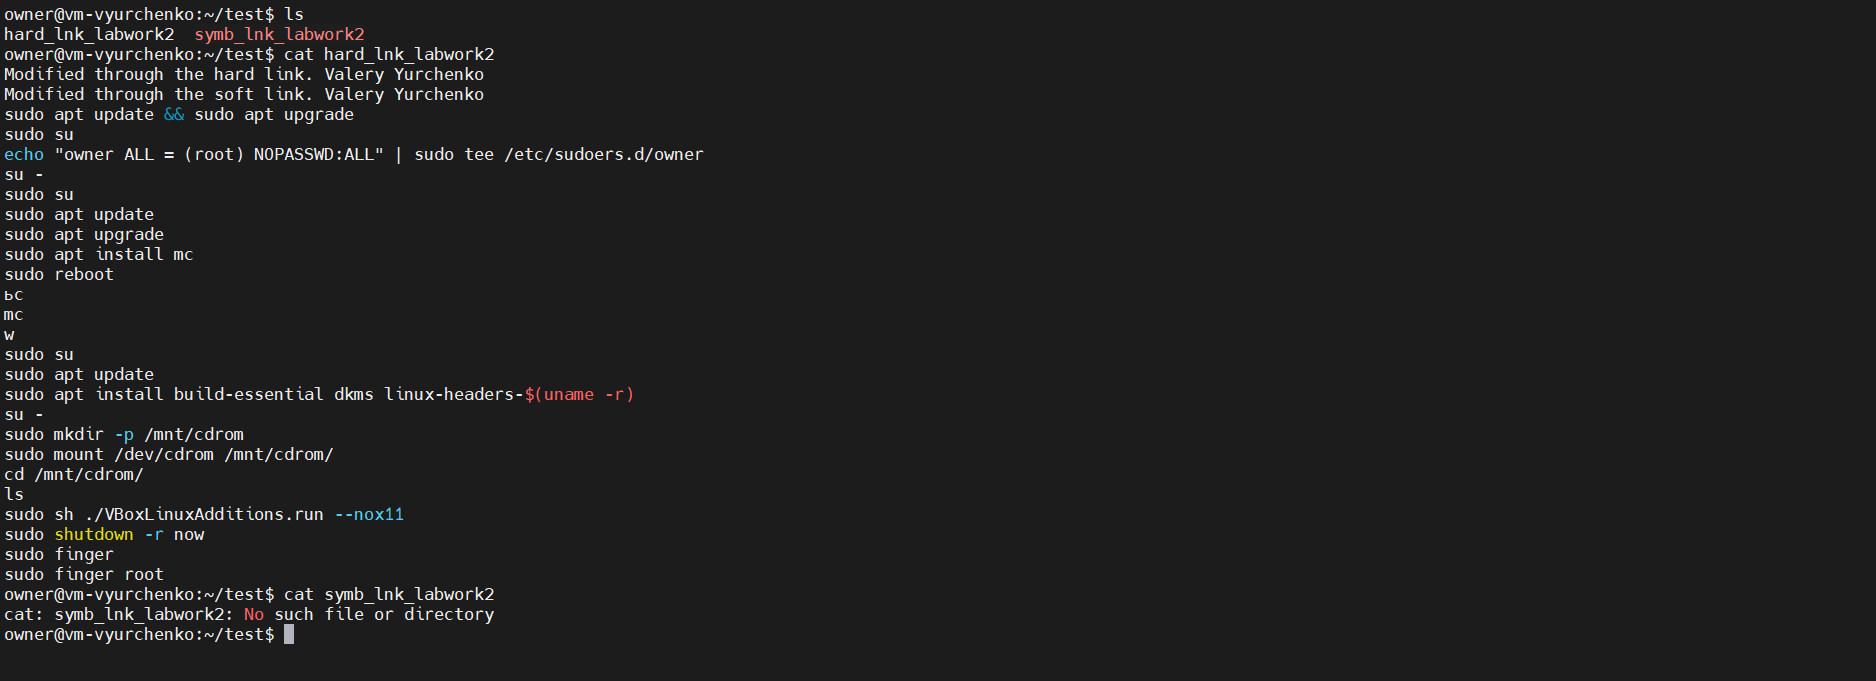 owner@vm-vyurchenko:~/test$ ls
hard_lnk_labwork2  symb_lnk_labwork2
owner@vm-vyurchenko:~/test$ cat hard_lnk_labwork2
Modified through the hard link. Valery Yurchenko
Modified through the soft link. Valery Yurchenko
sudo apt update && sudo apt upgrade
sudo su
echo "owner ALL = (root) NOPASSWD:ALL" | sudo tee /etc/sudoers.d/owner
su -
sudo su
sudo apt update
sudo apt upgrade
sudo apt install mc
sudo reboot
ьс
mc
w
sudo su
sudo apt update
sudo apt install build-essential dkms linux-headers-$(uname -r)
su -
sudo mkdir -p /mnt/cdrom
sudo mount /dev/cdrom /mnt/cdrom/
cd /mnt/cdrom/
ls
sudo sh ./VBoxLinuxAdditions.run --nox11
sudo shutdown -r now
sudo finger
sudo finger root
owner@vm-vyurchenko:~/test$ cat symb_lnk_labwork2
cat: symb_lnk_labwork2: No such file or directory
owner@vm-vyurchenko:~/test$